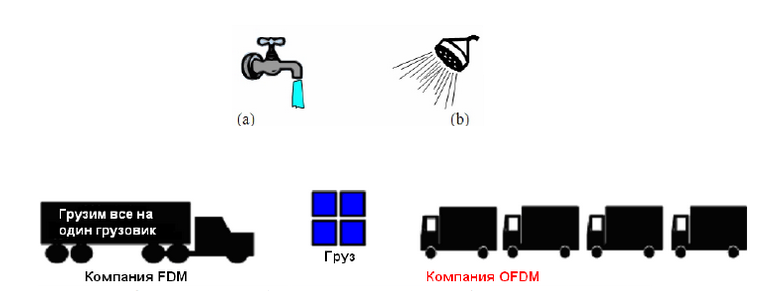 (a)
(b)
Грузим все на
один грузовик
Груз
Компания FDM
Компания OFDM